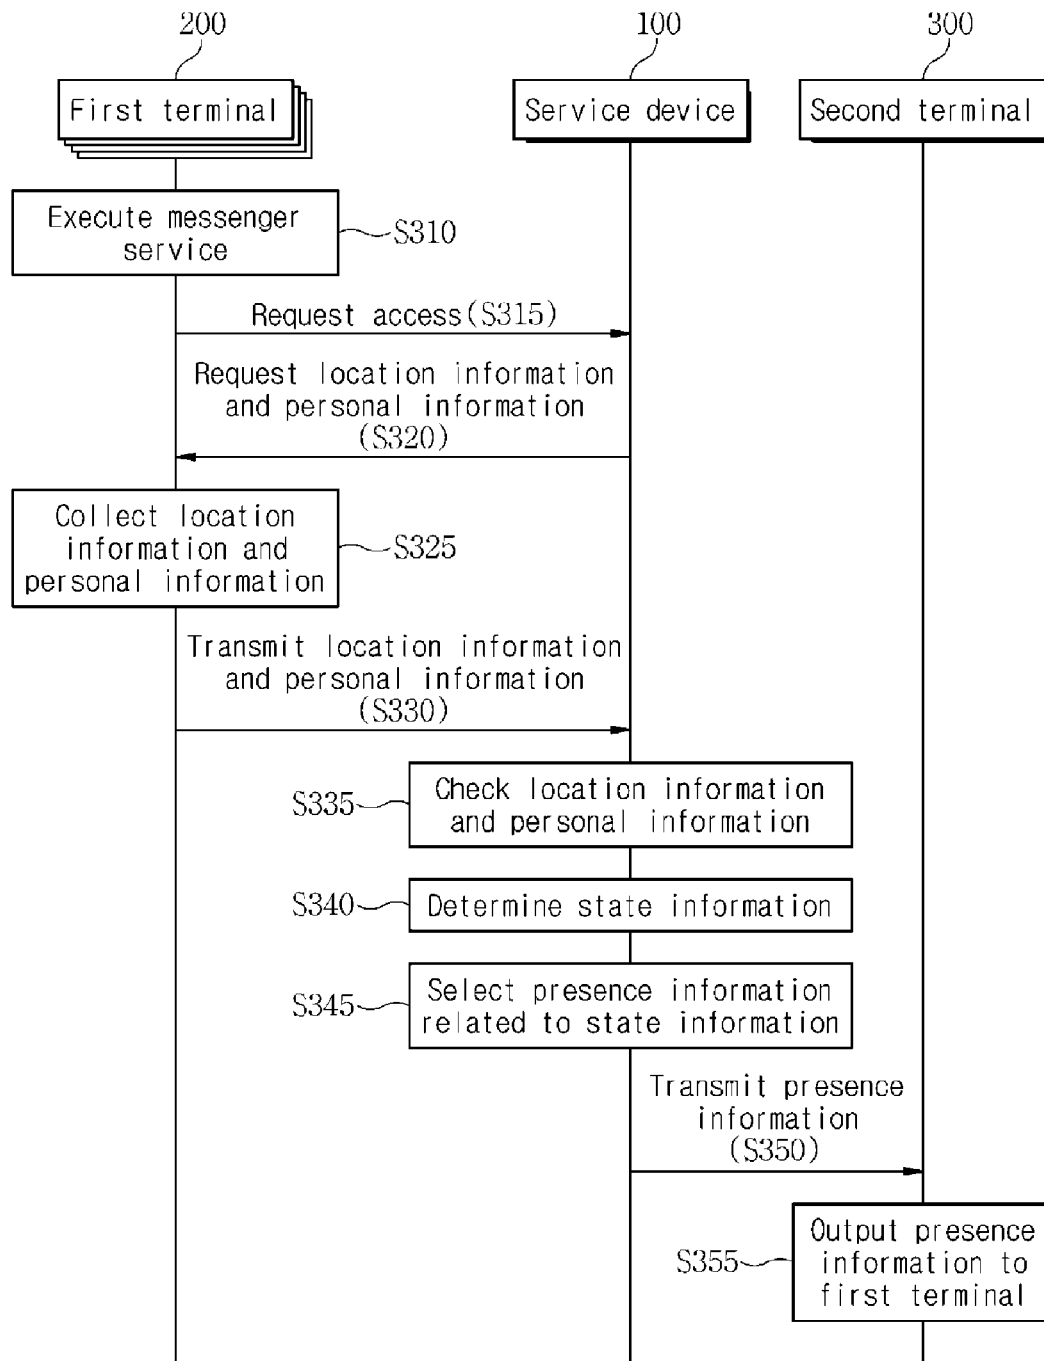 200
100
300
First terminal
Service device
Second terminal
Execute messenger
service
S310
Request access(S315)
Request location information
and personal information
(S320)
Collect location
information and
personal information
S325
Transmit location information
and personal information
(S330)
S335
Check location information
and personal information
S340
Determine state information
S345
Select presence information
related to state information
Transmit presence
information
(S350)
S355
Output presence
information to
first terminal